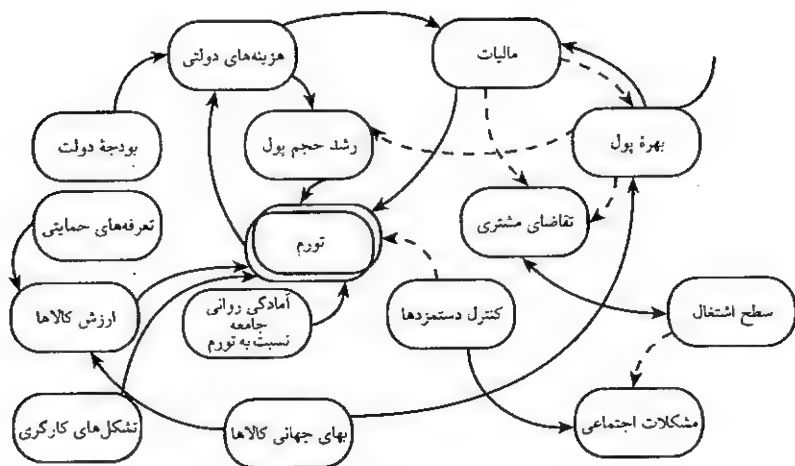 هزینه‌های دولتی
مالیات
بودجهٔ دولت
رشد حجم پول
بهرهٔ پول
تعرفه‌های حمایتی
تورم
تقاضای مشتری
ارزش کالاها
آمادگی روانی
جامعه
نسبت به تورم
کنترل دستمزدها
سطح اشتغال
تشکل‌های کارگری
بهای جهانی کالاها
مشکلات اجتماعی